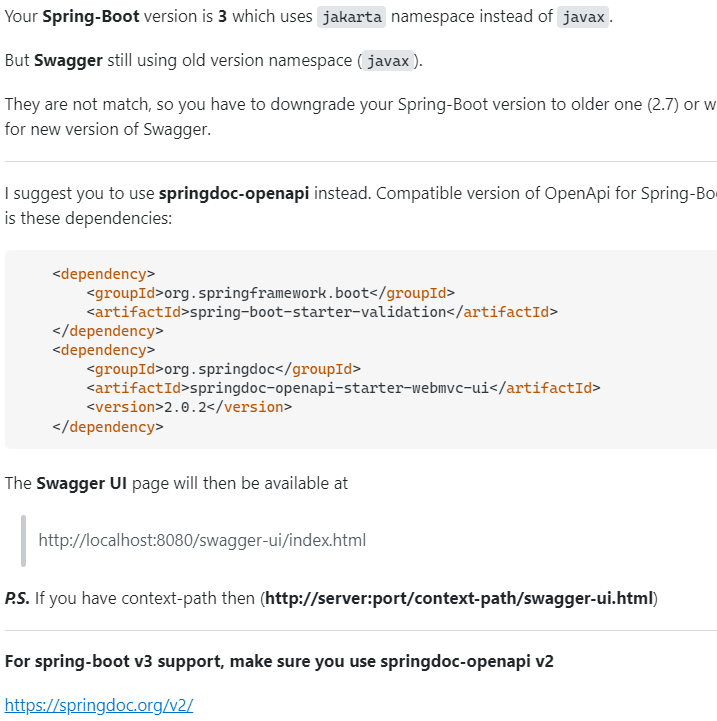 Your Spring-Boot version is 3 which uses jakarta namespace instead of javax.
But Swagger still using old version namespace (javax).
They are not match, so you have to downgrade your Spring-Boot version to older one (2.7) or w
for new version of Swagger.
I suggest you to use springdoc-openapi instead. Compatible version of OpenApi for Spring-Bo
is these dependencies:
<dependency>
<groupId>org.springframework.boot</groupId>
<artifactId>spring-boot-starter-validation</artifactId>
</dependency>
<dependency>
<groupId>org.springdoc</groupId>
<artifactId>springdoc-openapi-starter-webmvc-ui</artifactId>
<version>2.0.2</version>
</dependency>
The Swagger UI page will then be available at
http://localhost:8080/swagger-ui/index.html
P.S. If you have context-path then (http://server:port/context-path/swagger-ui.html)
For spring-boot v3 support, make sure you use springdoc-openapi v2
https://springdoc.org/v2/